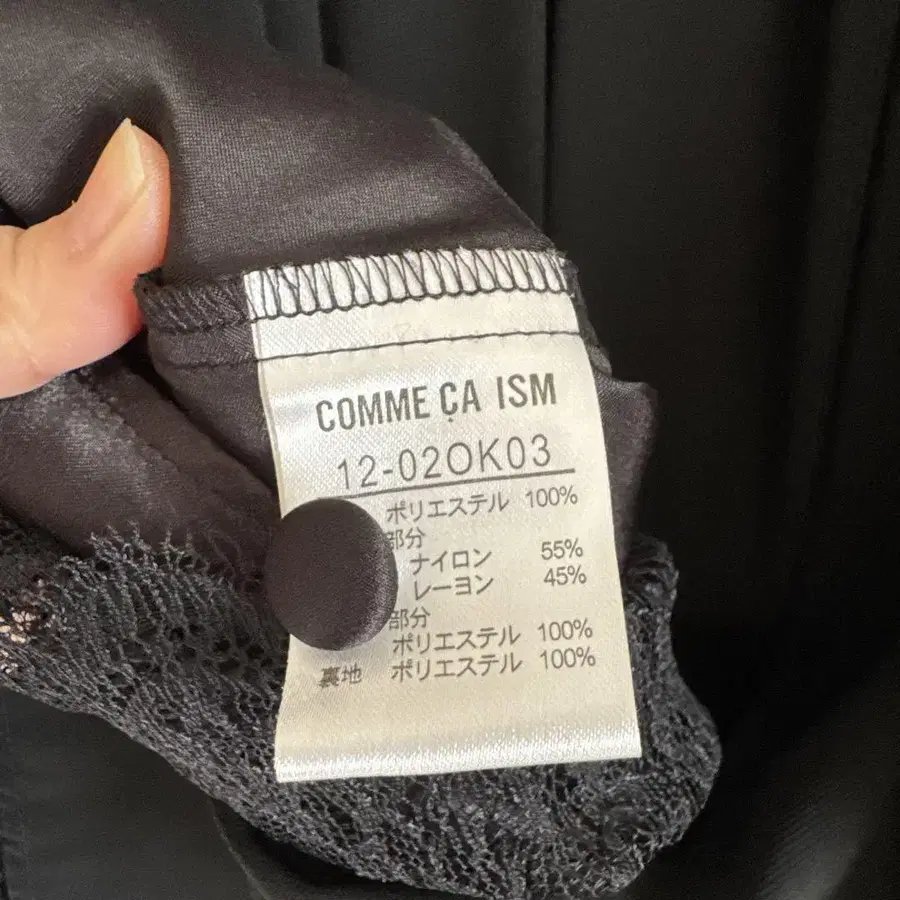 COMME ÇA ISM
12-02OK03
ポリエステル 100%
部分
ナイロン 55%
レーヨン 45%
部分
ポリエステル 100%
裏地 ポリエステル 100%